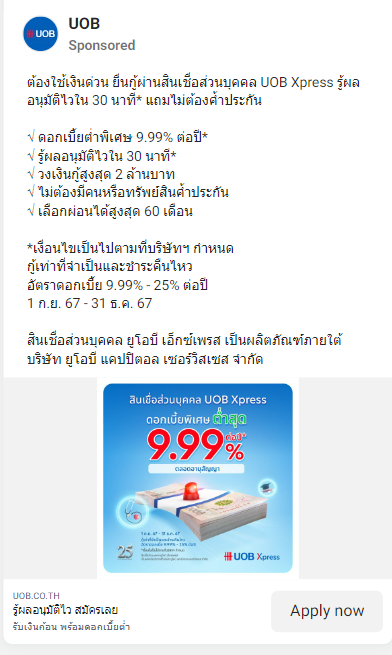 UOB
Sponsored
ต้องใช้เงินด่วน ยื่นกู้ผ่านสินเชื่อส่วนบุคคล UOB Xpress รู้ผล
อนุมัติไวใน 30 นาที* แถมไม่ต้องค้ำประกัน
√ ดอกเบี้ยต่ำพิเศษ 9.99% ต่อปี*
√ รู้ผลอนุมัติไวใน 30 นาที*
√ วงเงินกู้สูงสุด 2 ล้านบาท
√ ไม่ต้องมีคนหรือทรัพย์สินค้ำประกัน
√ เลือกผ่อนได้สูงสุด 60 เดือน
*เงื่อนไขเป็นไปตามที่บริษัทฯ กำหนด
กู้เท่าที่จำเป็นและชำระคืนไหว
อัตราดอกเบี้ย 9.99% - 25% ต่อปี
1 ก.ย. 67 - 31 ธ.ค. 67
สินเชื่อส่วนบุคคล ยูโอบี เอ็กซ์เพรส เป็นผลิตภัณฑ์ภายใต้
บริษัท ยูโอบี แคปปิตอล เซอร์วิสเซส จำกัด
สินเชื่อส่วนบุคคล UOB Xpress
ดอกเบี้ยพิเศษ ต่ำสุด
9.99% ต่อปี*
ตลอดอายุสัญญา
1 ก.ย. 67 - 31 ธ.ค. 67
25
UOB Xpress
UOB.CO.TH
รู้ผลอนุมัติไว สมัครเลย
รับเงินก้อน พร้อมดอกเบี้ยต่ำ
Apply now